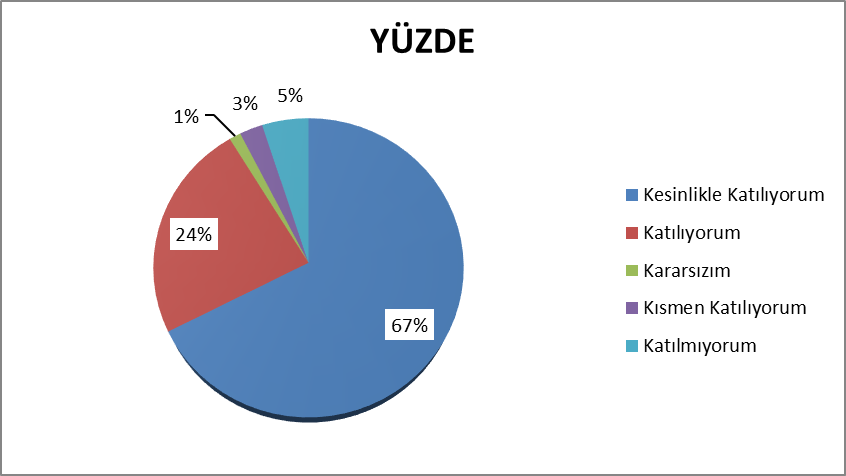 YÜZDE
1%
3%
5%
24%
67%
Kesinlikle Katılıyorum
Katılıyorum
Kararsızım
Kısmen Katılıyorum
Katılmıyorum